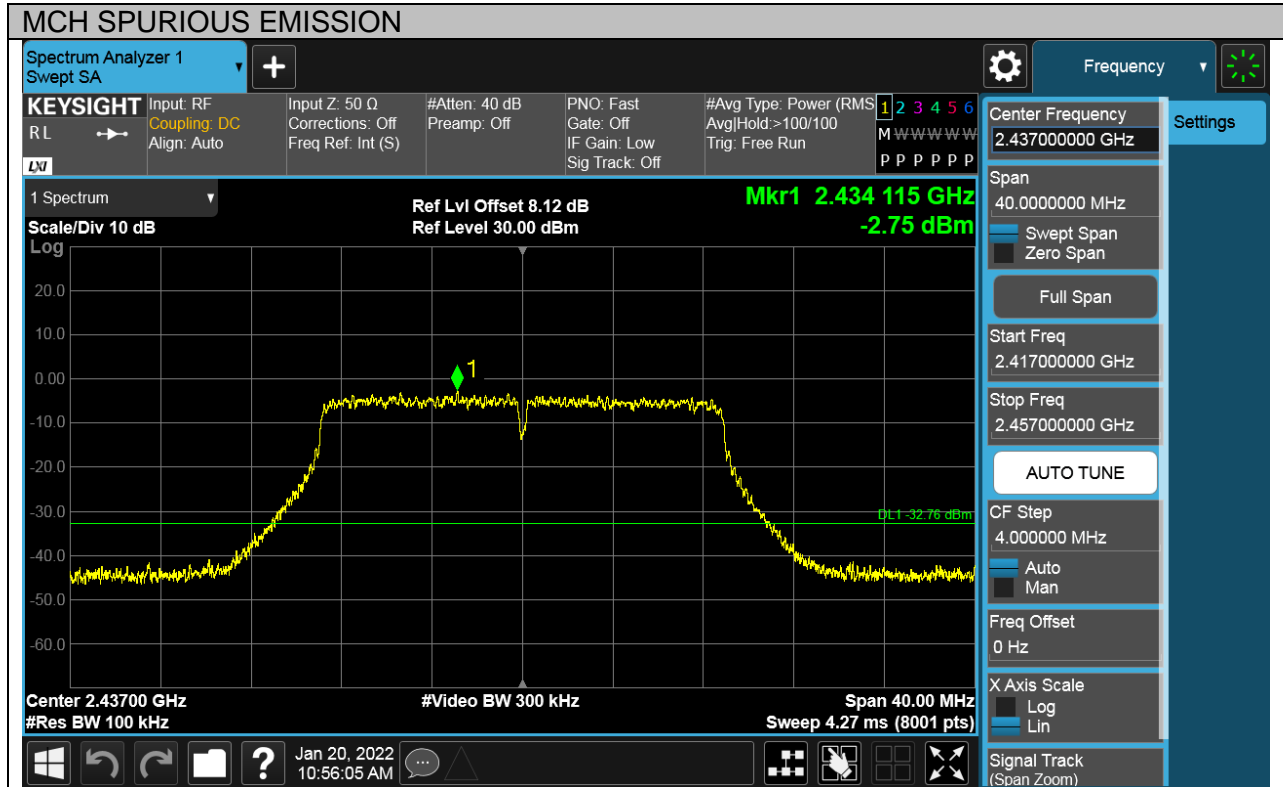 MCH SPURIOUS EMISSION
Spectrum Analyzer 1
Swept SA
+
Frequency
KEYSIGHT
R L
LXI
Input: RF
Coupling: DC
Align: Auto
Input Z: 50 Ω
Corrections: Off
Freq Ref: Int (S)
#Atten: 40 dB
Preamp: Off
PNO: Fast
Gate: Off
IF Gain: Low
Sig Track: Off
#Avg Type: Power (RMS
Avg|Hold:>100/100
Trig: Free Run
1 2 3 4 5 6
M W W W W W
P P P P P P
1 Spectrum
Scale/Div 10 dB
Log
Ref Lvl Offset 8.12 dB
Ref Level 30.00 dBm
Mkr1 2.434 115 GHz
-2.75 dBm
20.0
10.0
0.00
-10.0
-20.0
-30.0
-40.0
-50.0
-60.0
1
DL1 -32.76 dBm
Center 2.43700 GHz
#Res BW 100 kHz
#Video BW 300 kHz
Span 40.00 MHz
Sweep 4.27 ms (8001 pts)
?
Jan 20, 2022
10:56:05 AM
Center Frequency
2.437000000 GHz
Settings
Span
40.0000000 MHz
Swept Span
Zero Span
Full Span
Start Freq
2.417000000 GHz
Stop Freq
2.457000000 GHz
AUTO TUNE
CF Step
4.000000 MHz
Auto
Man
Freq Offset
0 Hz
X Axis Scale
Log
Lin
Signal Track
(Span Zoom)